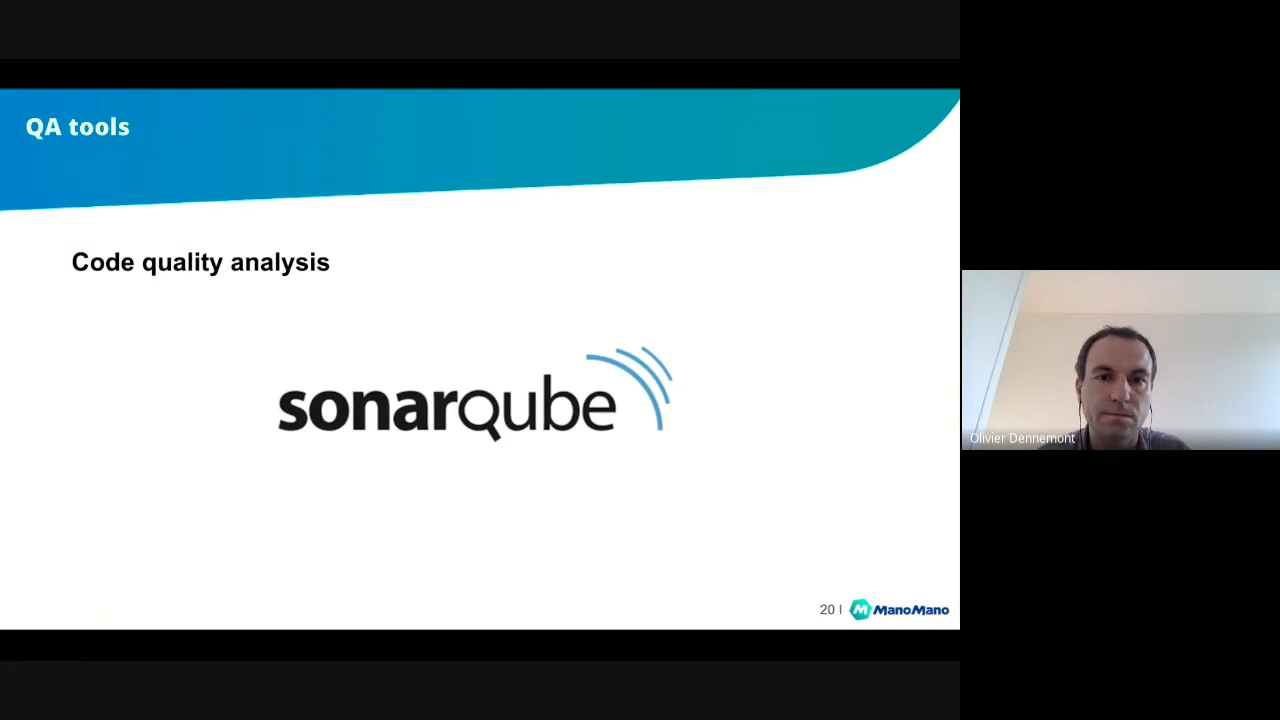 QA tools
Code quality analysis
sonarqube
Olivier Dennemont
20 | ManoMano